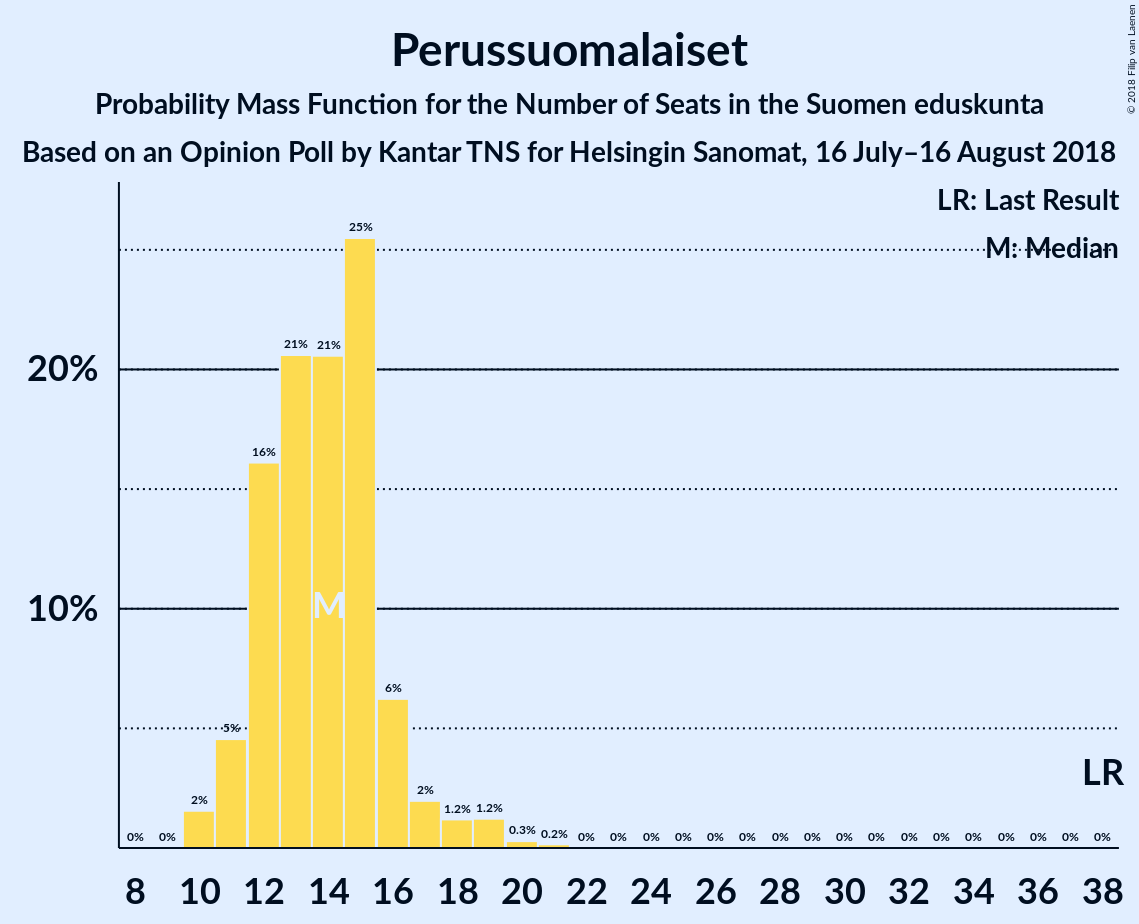 Perussuomalaiset
Probability Mass Function for the Number of Seats in the Suomen eduskunta
Based on an Opinion Poll by Kantar TNS for Helsingin Sanomat, 16 July–16 August 2018
© 2018 Filip van Laenen
LR: Last Result
M: Median
25%
21% 21%
20%
16%
M
10%
6%
5%
LR
2% 2% 1.2% 1.2% 0.3% 0.2%
0% 0% 0% 0% 0% 0% 0% 0% 0% 0% 0% 0% 0% 0% 0% 0% 0% 0% 0%
8 10 12 14 16 18 20 22 24 26 28 30 32 34 36 38